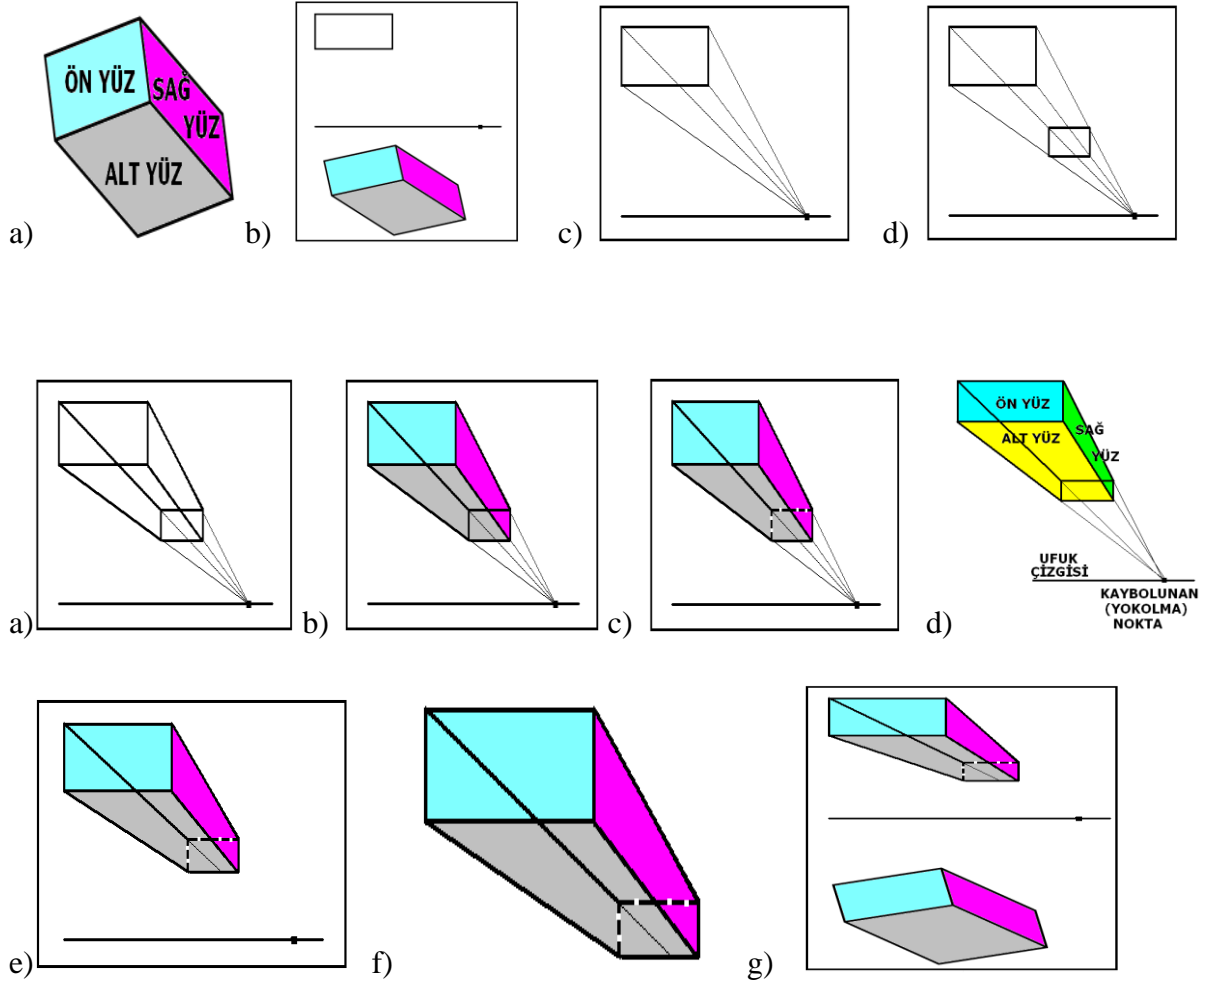 ÖN YÜZ
SAĞ
YÜZ
ALT YÜZ
a)
b)
c)
d)
a)
b)
c)
ÖN YÜZ
SAĞ
ALT YÜZ
YÜZ
UFUK
ÇİZGİSİ
KAYBOLUNAN
(YOKOLMA)
NOKTA
d)
e)
f)
g)